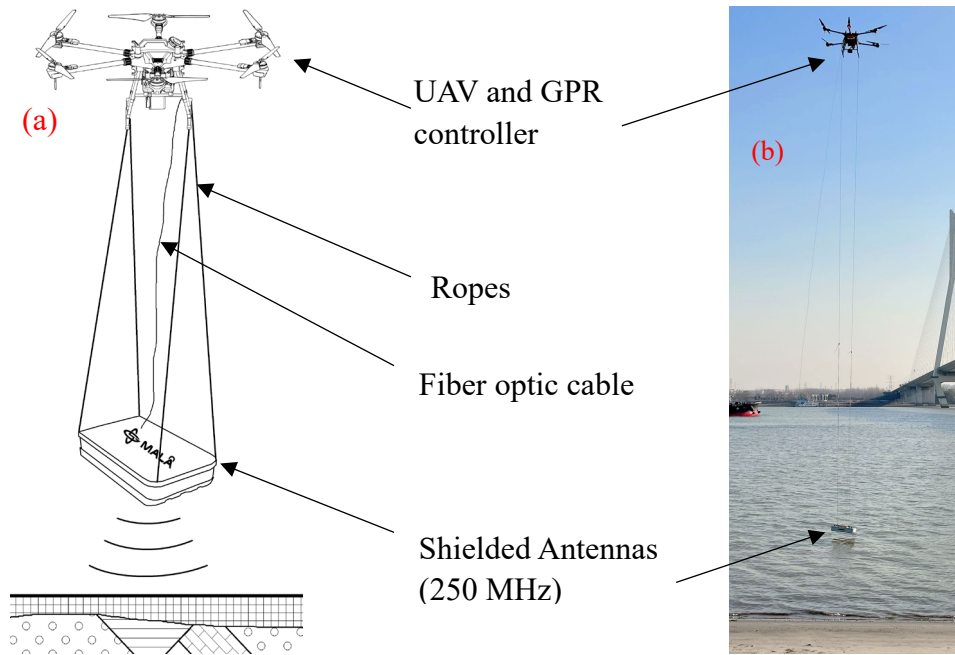 (a)
UAV and GPR
controller
(b)
Ropes
Fiber optic cable
MALÅ
Shielded Antennas
(250 MHz)